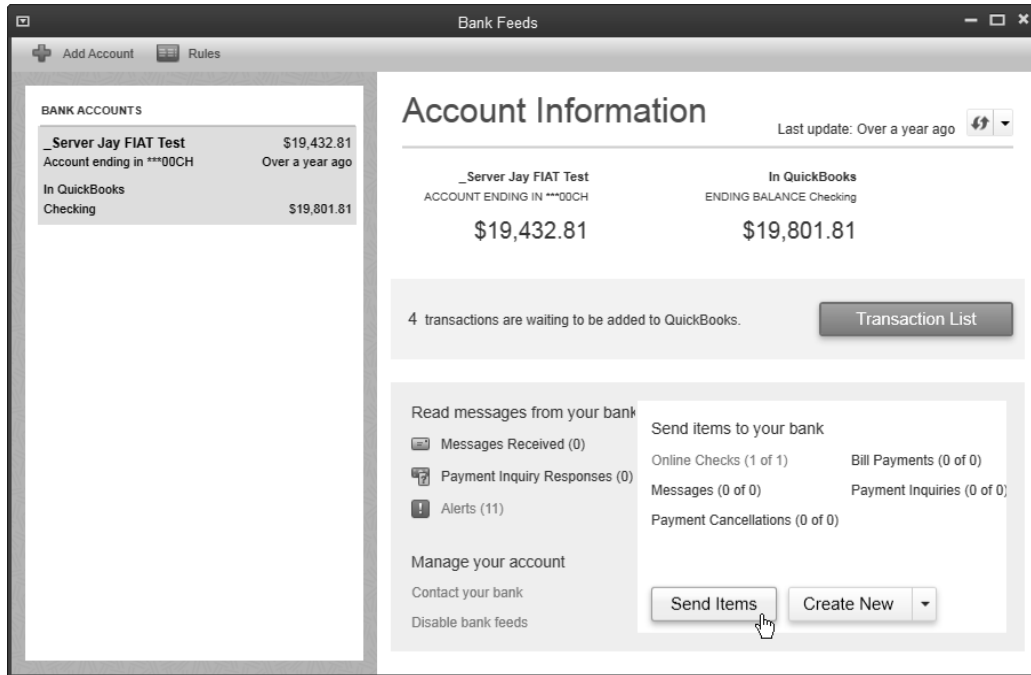 Bank Feeds
Add Account Rules
BANK ACCOUNTS
_Server Jay FIAT Test $19,432.81
Account ending in ***00CH Over a year ago
In QuickBooks
Checking $19,801.81
Account Information
Last update: Over a year ago
_Server Jay FIAT Test
ACCOUNT ENDING IN ***00CH
$19,432.81
In QuickBooks
ENDING BALANCE Checking
$19,801.81
4 transactions are waiting to be added to QuickBooks.
Transaction List
Read messages from your bank
Messages Received (0)
Payment Inquiry Responses (0)
Alerts (11)
Manage your account
Contact your bank
Disable bank feeds
Send items to your bank
Online Checks (1 of 1) Bill Payments (0 of 0)
Messages (0 of 0) Payment Inquiries (0 of 0)
Payment Cancellations (0 of 0)
Send Items Create New